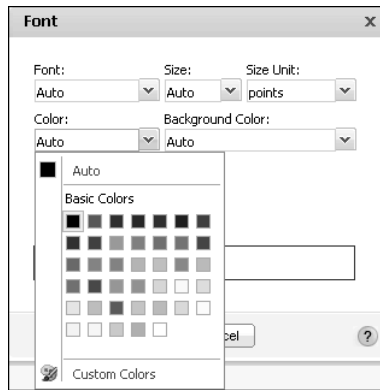 Font x
Font: Size: Size Unit:
Auto Auto points
Color: Background Color:
Auto Auto
Auto
Basic Colors
cel ?
Custom Colors